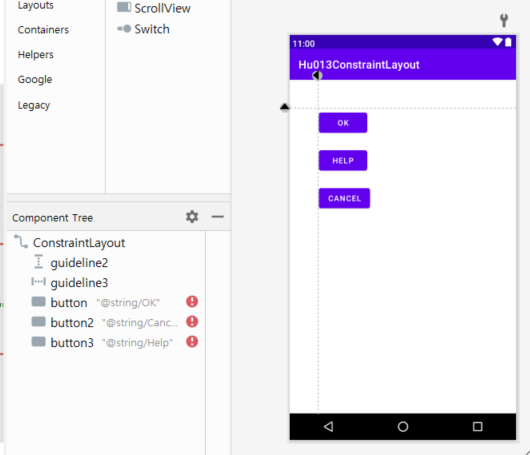 Layouts
Containers
Helpers
Google
Legacy
ScrollView
Switch
Component Tree
ConstraintLayout
guideline2
guideline3
button "@string/OK"
button2 "@string/Canc...
button3 "@string/Help"
11:00
Hu013ConstraintLayout
OK
HELP
CANCEL